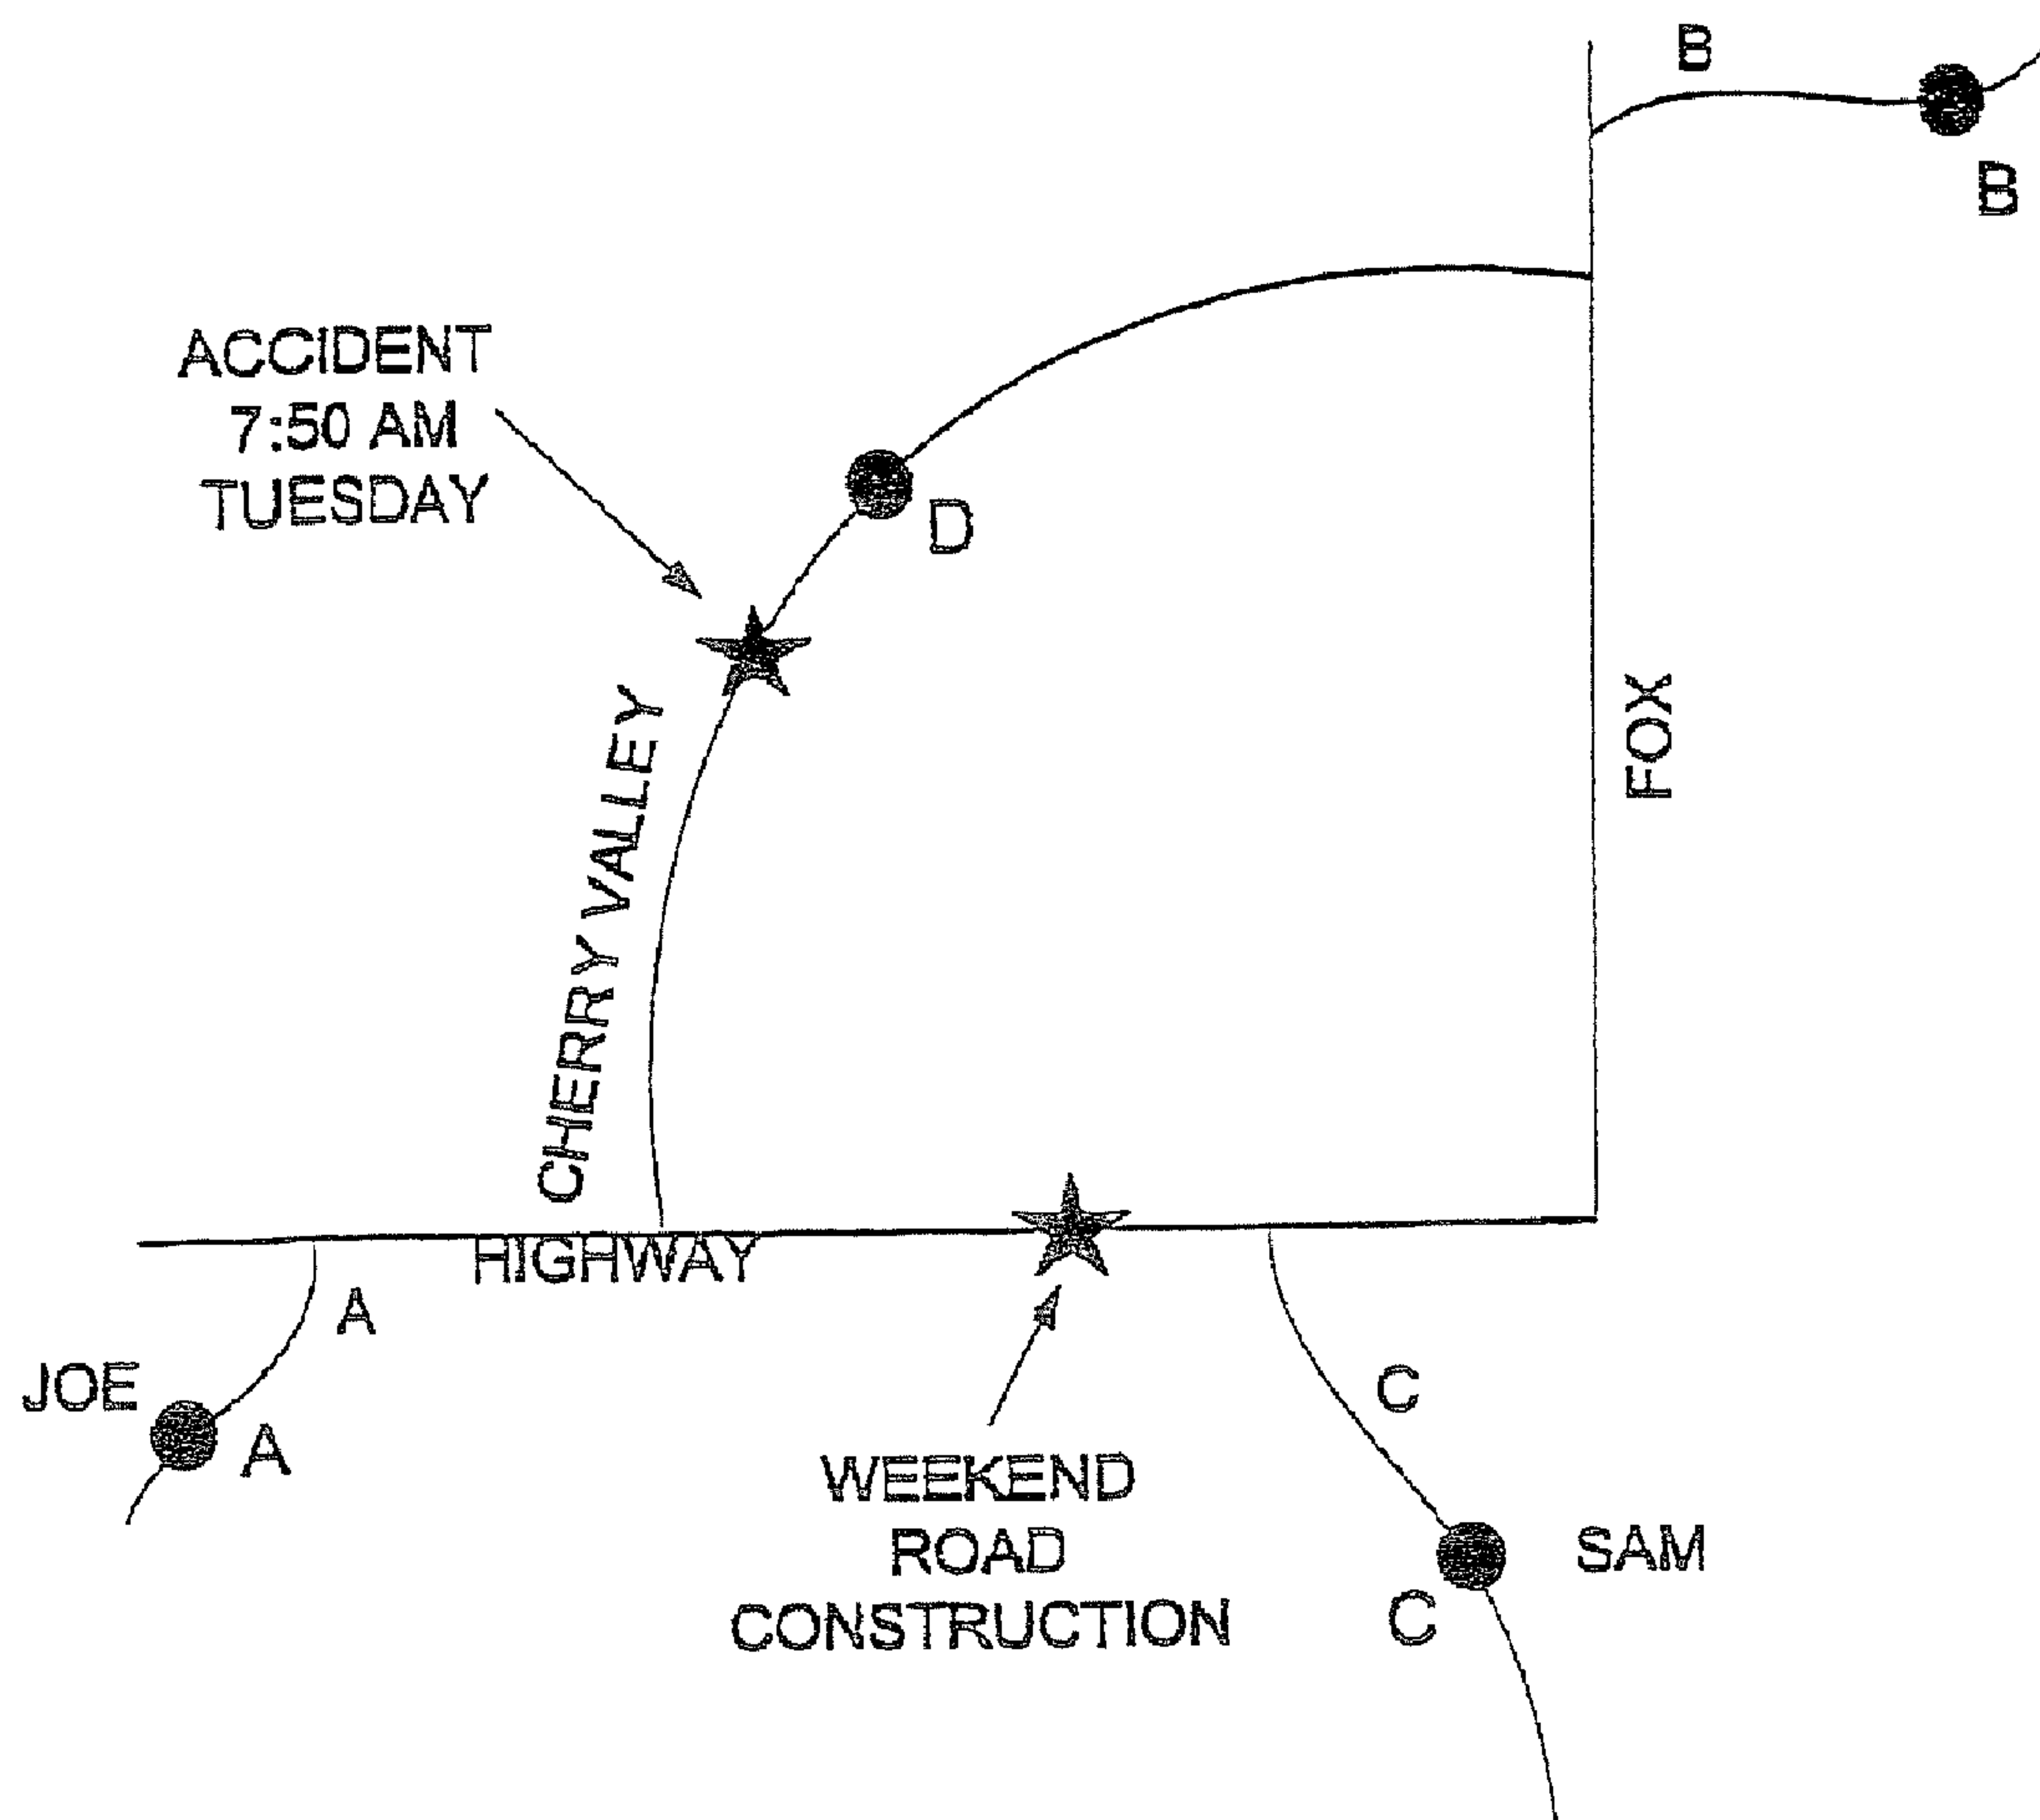 B
B
ACCIDENT
7:50 AM
TUESDAY
D
FOX
CHERRY VALLEY
HIGHWAY
A
JOE
A
C
WEEKEND
ROAD
CONSTRUCTION
SAM
C